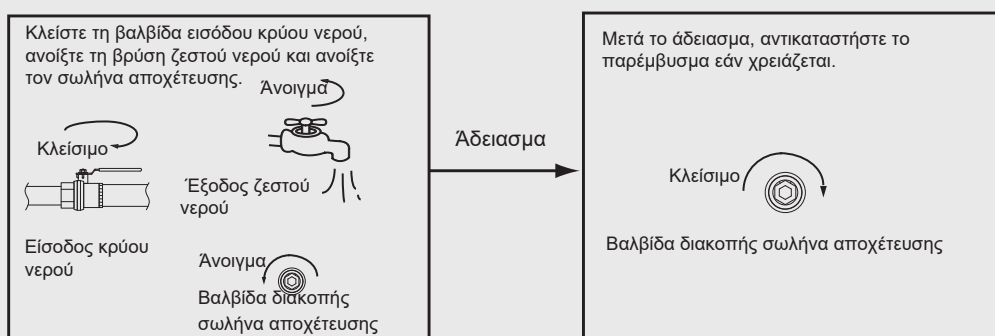 Κλείστε τη βαλβίδα εισόδου κρύου νερού,
ανοίξτε τη βρύση ζεστού νερού και ανοίξτε
τον σωλήνα αποχέτευσης.
Άνοιγμα
Κλείσιμο
Έξοδος ζεστού
νερού
Είσοδος κρύου
νερού
Άνοιγμα
Βαλβίδα διακοπής
σωλήνα αποχέτευσης
Άδειασμα
Μετά το άδειασμα, αντικαταστήστε το
παρέμβυσμα εάν χρειάζεται.
Κλείσιμο
Βαλβίδα διακοπής σωλήνα αποχέτευσης